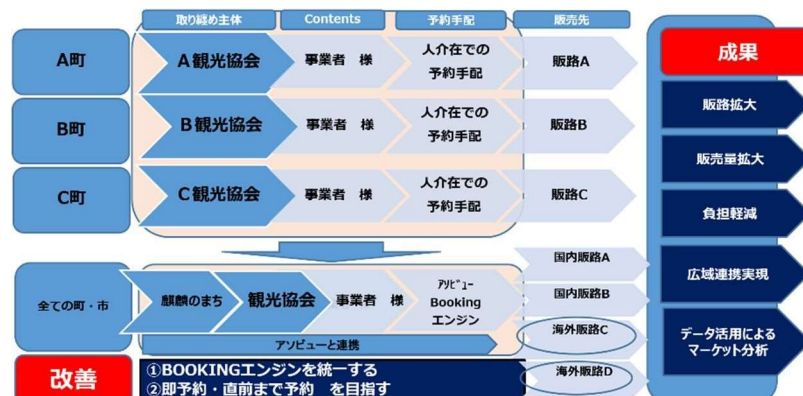 取り纏め主体 Contents 予約手配 販売先
A町 A観光協会 事業者 様 人介在での
予約手配 販路A
B町 B観光協会 事業者 様 人介在での
予約手配 販路B
C町 C観光協会 事業者 様 人介在での
予約手配 販路C
全ての町・市 麒麟のまち 観光協会 事業者 様 アソビュー
Booking
エンジン
アソビューと連携
国内販路A
国内販路B
海外販路C
海外販路D
改善
①BOOKINGエンジンを統一する
②即予約・直前まで予約 を目指す
成果
販路拡大
販売量拡大
負担軽減
広域連携実現
データ活用による
マーケット分析